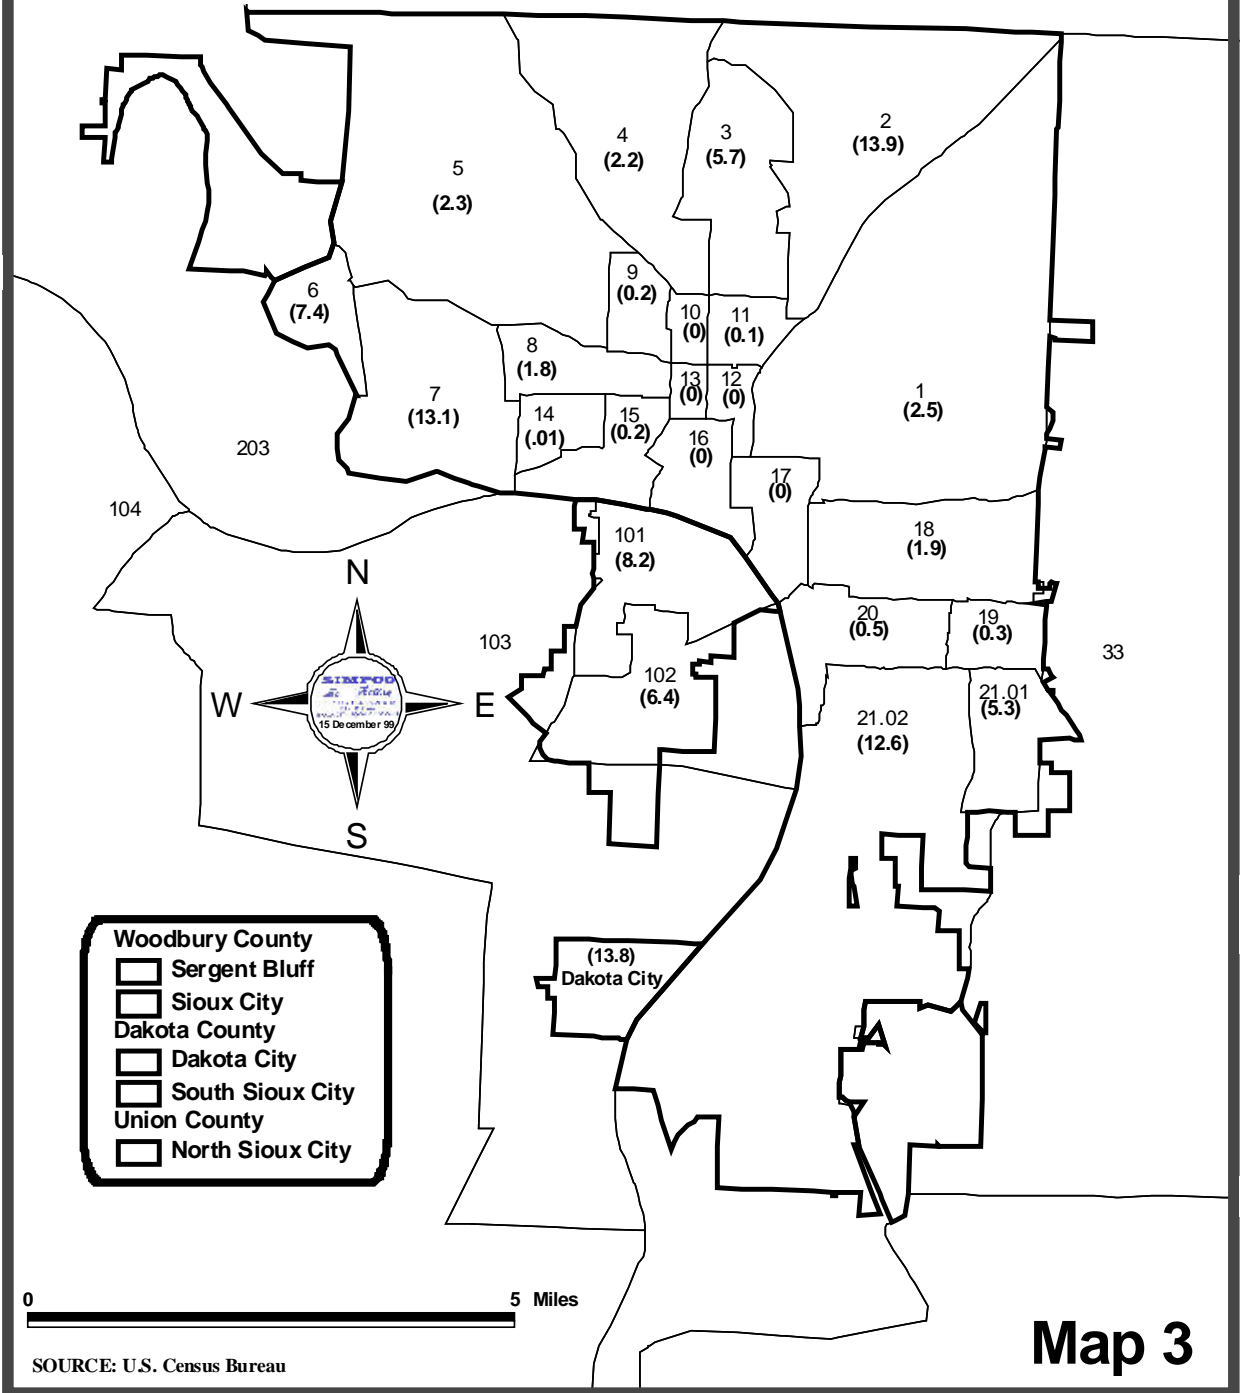 4
(2.2)
3
(5.7)
2
(13.9)
5
(2.3)
9
(0.2)
6
(7.4)
10
(0)
11
(0.1)
8
(1.8)
7
(13.1)
13
(0)
12
(0)
1
(2.5)
14
(.01)
15
(0.2)
16
(0)
203
17
(0)
104
101
(8.2)
18
(1.9)
N
103
20
(0.5)
19
(0.3)
33
102
(6.4)
SIMPCO
15 December 99
W
E
21.01
(5.3)
21.02
(12.6)
S
Woodbury County
Sergent Bluff
Sioux City
Dakota County
Dakota City
South Sioux City
Union County
North Sioux City
(13.8)
Dakota City
0 5 Miles
Map 3
SOURCE: U.S. Census Bureau